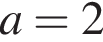 a = 2